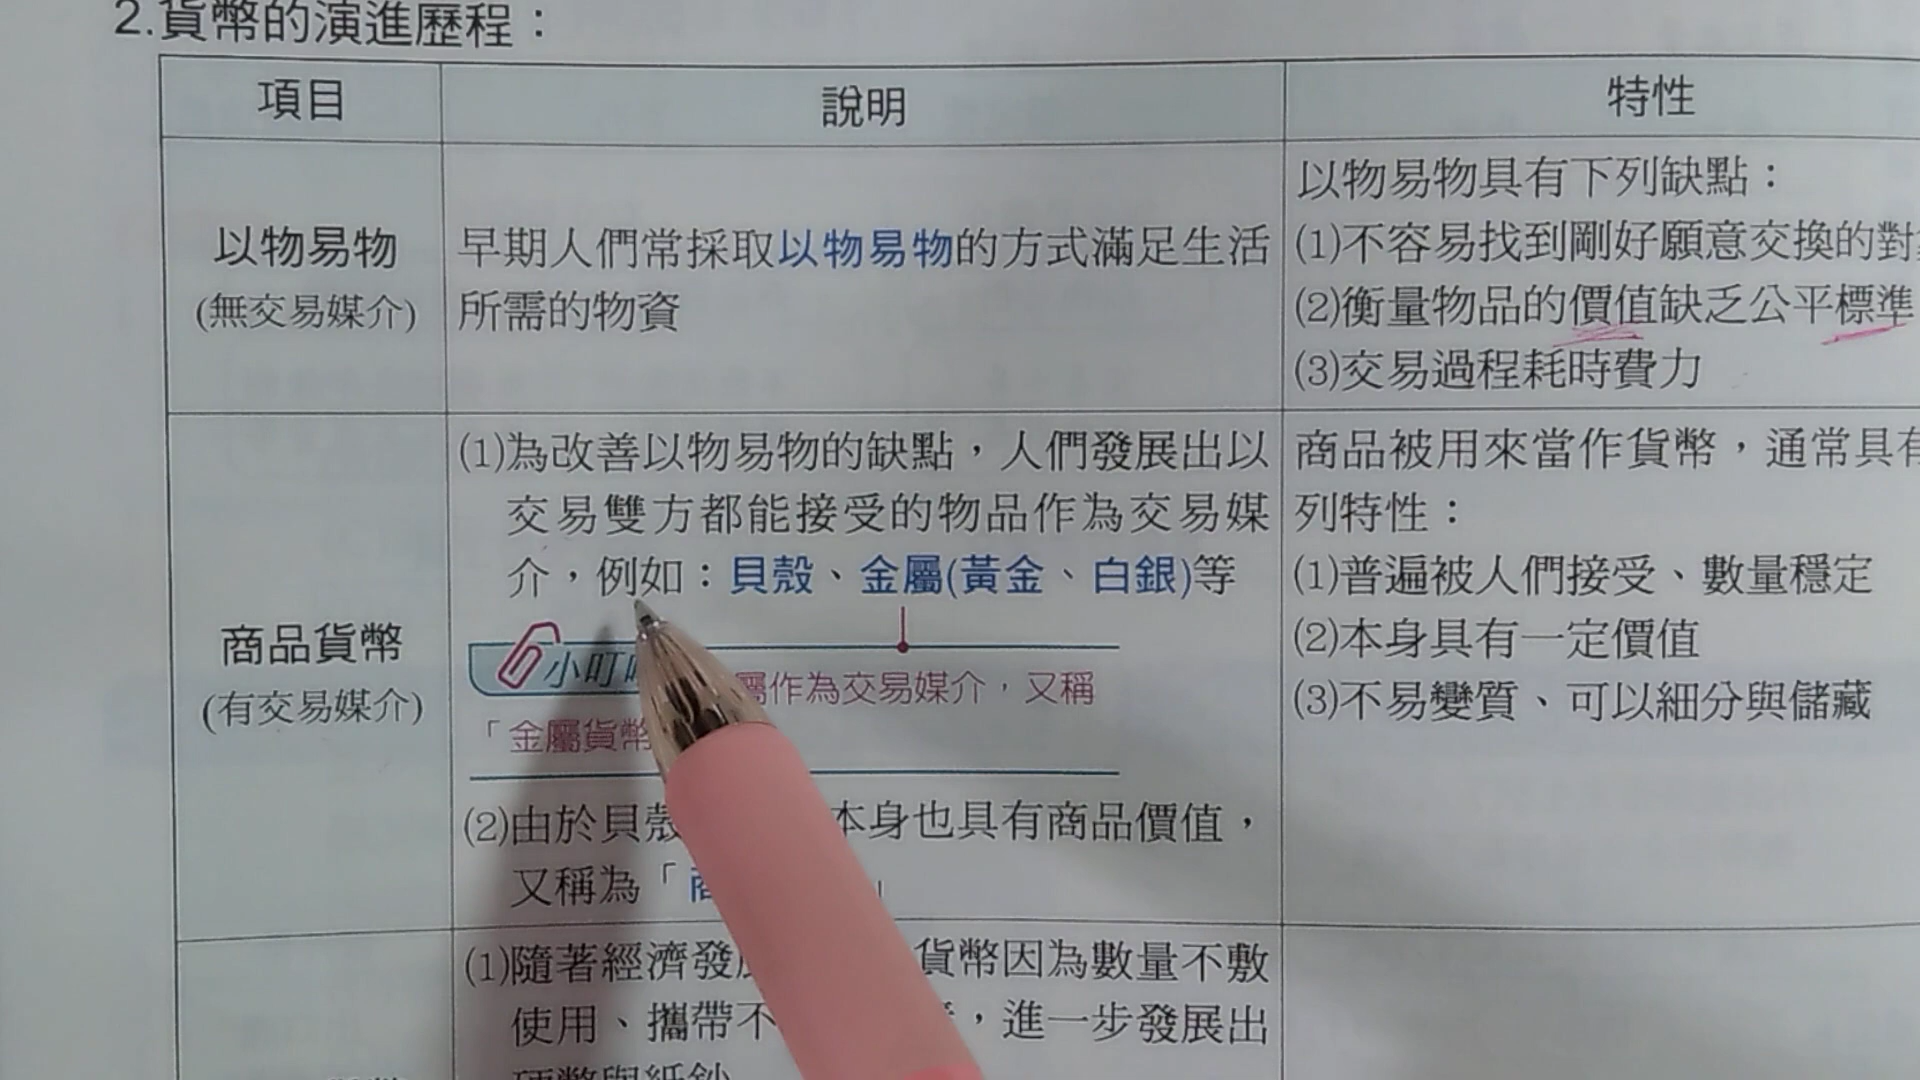 2.貨幣的演進歷程：
項目
說明
特性
以物易物
(無交易媒介)
早期人們常採取以物易物的方式滿足生活
所需的物資
以物易物具有下列缺點：
(1)不容易找到剛好願意交換的對
(2)衡量物品的價值缺乏公平標準
(3)交易過程耗時費力
商品貨幣
(有交易媒介)
(1)為改善以物易物的缺點，人們發展出以
交易雙方都能接受的物品作為交易媒
介，例如：貝殼、金屬(黃金、白銀)等
小叮
屬作為交易媒介，又稱
「金屬貨幣
(2)由於貝殼 本身也具有商品價值，
又稱為「商 」
商品被用來當作貨幣，通常具有
列特性：
(1)普遍被人們接受、數量穩定
(2)本身具有一定價值
(3)不易變質、可以細分與儲藏
(1)隨著經濟發 貨幣因為數量不敷
使用、攜帶不 ，進一步發展出
硬幣與紙鈔